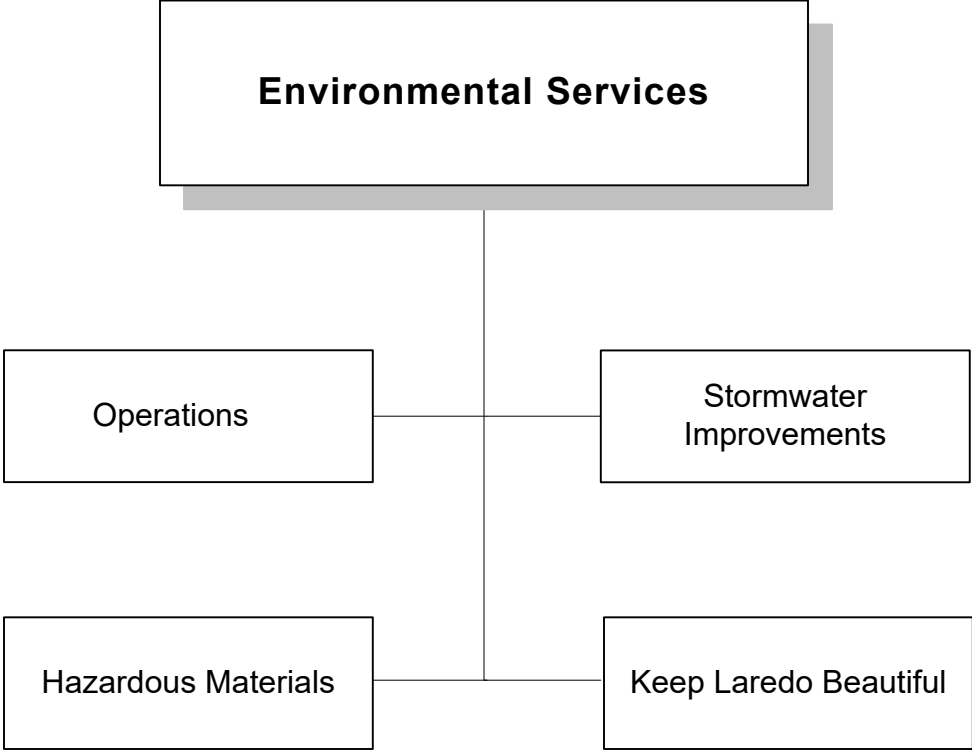 Environmental Services
Operations
Stormwater
Improvements
Hazardous Materials
Keep Laredo Beautiful